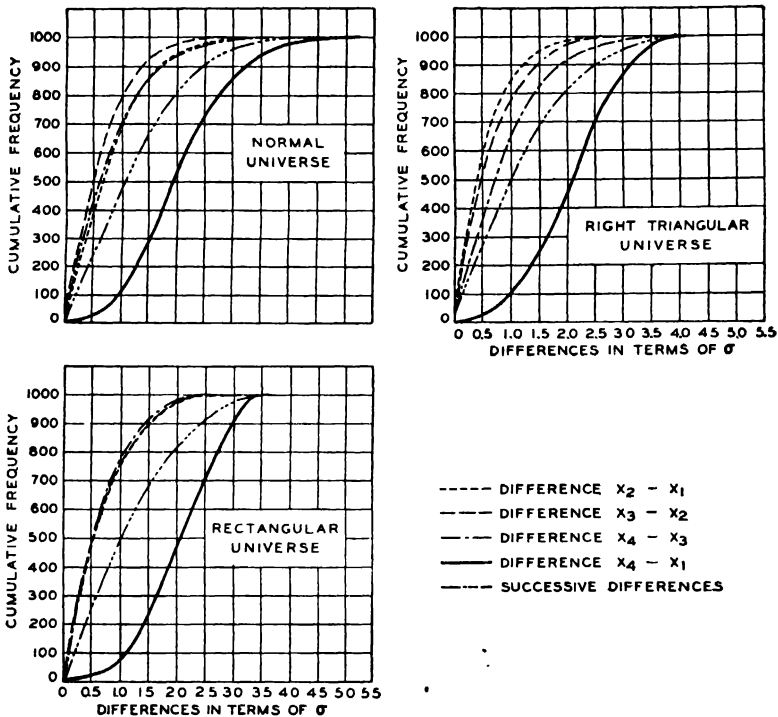 CUMULATIVE FREQUENCY
1000
900
800
700
600
500
400
300
200
100
0
NORMAL
UNIVERSE
CUMULATIVE FREQUENCY
1000
900
800
700
600
500
400
300
200
100
0
RIGHT TRIANGULAR
UNIVERSE
0 0.5 1.0 1.5 2.0 2.5 3.0 3.5 4.0 4.5 5.0 5.5
DIFFERENCES IN TERMS OF σ
CUMULATIVE FREQUENCY
1000
900
800
700
600
500
400
300
200
100
0
RECTANGULAR
UNIVERSE
0 0.5 1.0 1.5 2.0 2.5 3.0 3.5 4.0 4.5 5.0 5.5
DIFFERENCES IN TERMS OF σ
DIFFERENCE X2 - X1
DIFFERENCE X3 - X2
DIFFERENCE X4 - X3
DIFFERENCE X4 - X1
SUCCESSIVE DIFFERENCES